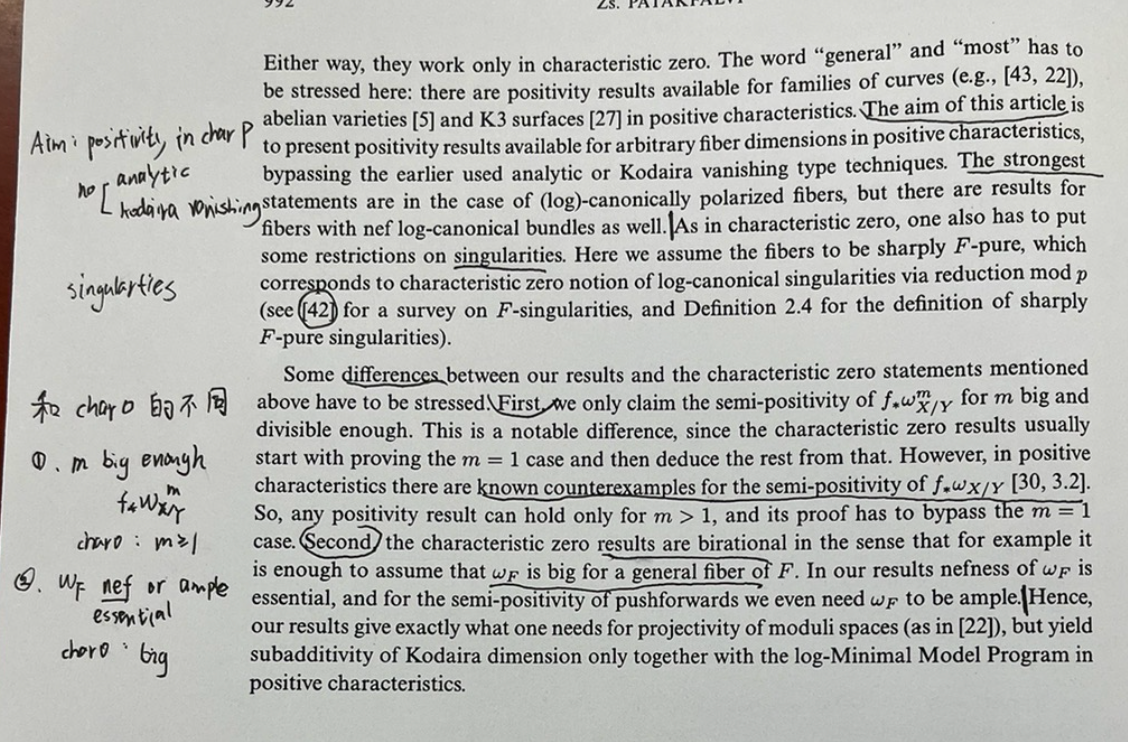 992
Zs. PATAKFALVI
Either way, they work only in characteristic zero. The word “general” and “most” has to
be stressed here: there are positivity results available for families of curves (e.g., [43, 22]),
abelian varieties [5] and K3 surfaces [27] in positive characteristics. The aim of this article is
to present positivity results available for arbitrary fiber dimensions in positive characteristics,
bypassing the earlier used analytic or Kodaira vanishing type techniques. The strongest
statements are in the case of (log)-canonically polarized fibers, but there are results for
fibers with nef log-canonical bundles as well. As in characteristic zero, one also has to put
some restrictions on singularities. Here we assume the fibers to be sharply F-pure, which
corresponds to characteristic zero notion of log-canonical singularities via reduction mod p
(see [42] for a survey on F-singularities, and Definition 2.4 for the definition of sharply
F-pure singularities).
Some differences between our results and the characteristic zero statements mentioned
above have to be stressed. First, we only claim the semi-positivity of f_*ω^m_{X/Y} for m big and
divisible enough. This is a notable difference, since the characteristic zero results usually
start with proving the m = 1 case and then deduce the rest from that. However, in positive
characteristics there are known counterexamples for the semi-positivity of f_*ω_{X/Y} [30, 3.2].
So, any positivity result can hold only for m > 1, and its proof has to bypass the m = 1
case. Second, the characteristic zero results are birational in the sense that for example it
is enough to assume that ω_F is big for a general fiber of F. In our results nefness of ω_F is
essential, and for the semi-positivity of pushforwards we even need ω_F to be ample. Hence,
our results give exactly what one needs for projectivity of moduli spaces (as in [22]), but yield
subadditivity of Kodaira dimension only together with the log-Minimal Model Program in
positive characteristics.
Aim: positivity in char P
no [ analytic
kodaira vanishing
singularties
和 char 0 的不同
①. m big enough
f_*ω^m_{X/Y}
char0 : m≥1
②. ω_F nef or ample
essential
char0 : big